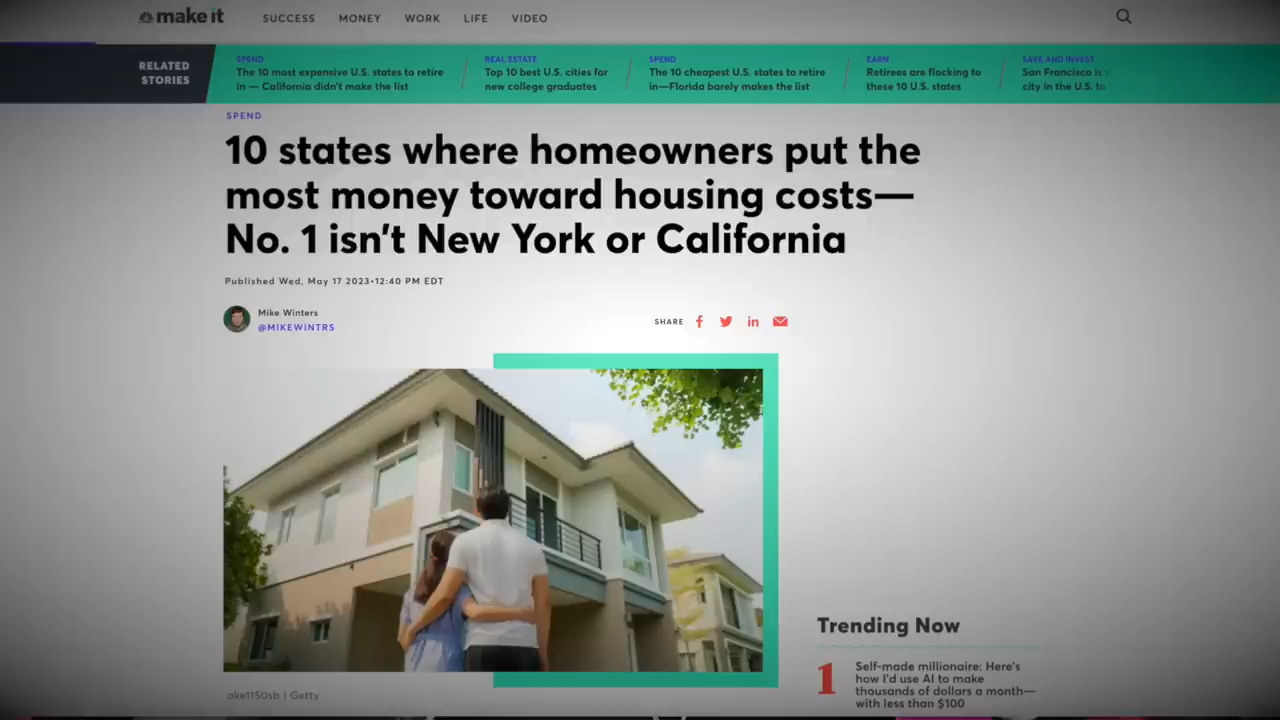 make it
SUCCESS MONEY WORK LIFE VIDEO
RELATED
STORIES
SPEND
The 10 most expensive U.S. states to retire
in — California didn't make the list
REAL ESTATE
Top 10 best U.S. cities for
new college graduates
SPEND
The 10 cheapest U.S. states to retire
in—Florida barely makes the list
EARN
Retirees are flocking to
these 10 U.S. states
SAVE AND INVEST
San Francisco is
city in the U.S. to
SPEND
10 states where homeowners put the
most money toward housing costs—
No. 1 isn't New York or California
Published Wed, May 17 2023•12:40 PM EDT
Mike Winters
@MIKEWINTRS
SHARE
ake1150sb | Getty
Trending Now
1
Self-made millionaire: Here's
how I'd use AI to make
thousands of dollars a month—
with less than $100